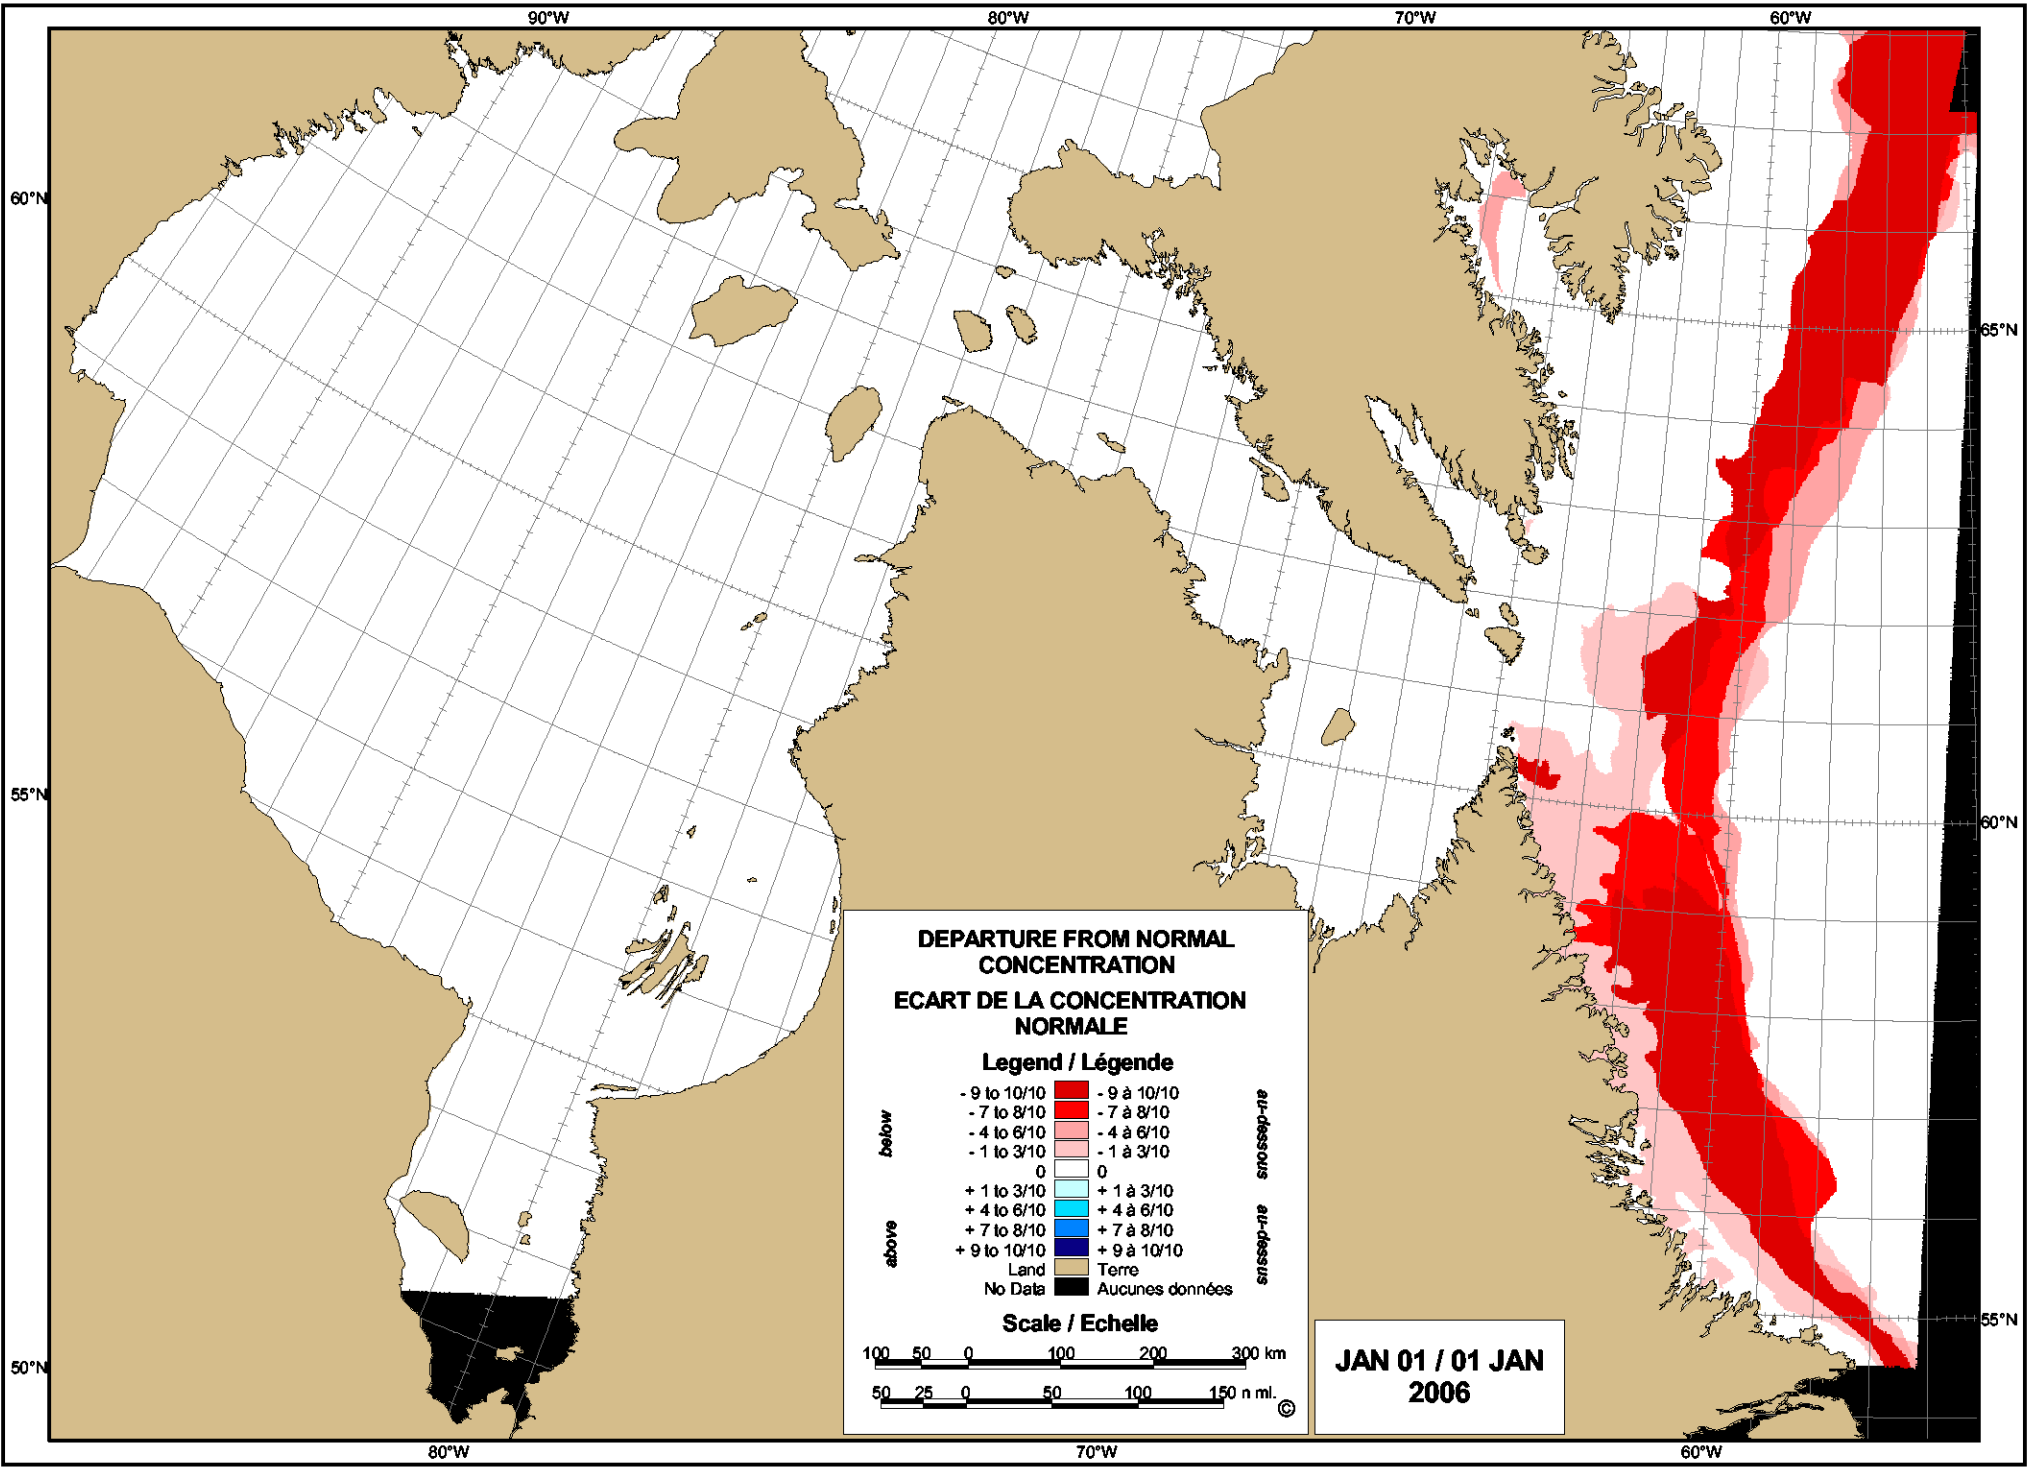 90°W 80°W 70°W 60°W
60°N
65°N
55°N
60°N
DEPARTURE FROM NORMAL
CONCENTRATION
ECART DE LA CONCENTRATION
NORMALE
Legend / Légende
- 9 to 10/10 - 9 à 10/10
- 7 to 8/10 - 7 à 8/10
- 4 to 6/10 - 4 à 6/10
- 1 to 3/10 - 1 à 3/10
0 0
+ 1 to 3/10 + 1 à 3/10
+ 4 to 6/10 + 4 à 6/10
+ 7 to 8/10 + 7 à 8/10
+ 9 to 10/10 + 9 à 10/10
Land Terre
No Data Aucunes données
below
above
au-dessous
au-dessus
Scale / Echelle
100 50 0 100 200 300 km
50 25 0 50 100 150 n mi.
©
JAN 01 / 01 JAN
2006
55°N
50°N
80°W 70°W 60°W